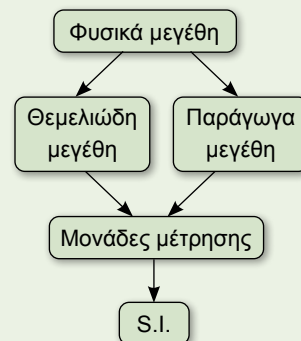 Φυσικά μεγέθη
Θεμελιώδη
μεγέθη
Παράγωγα
μεγέθη
Μονάδες μέτρησης
S.I.